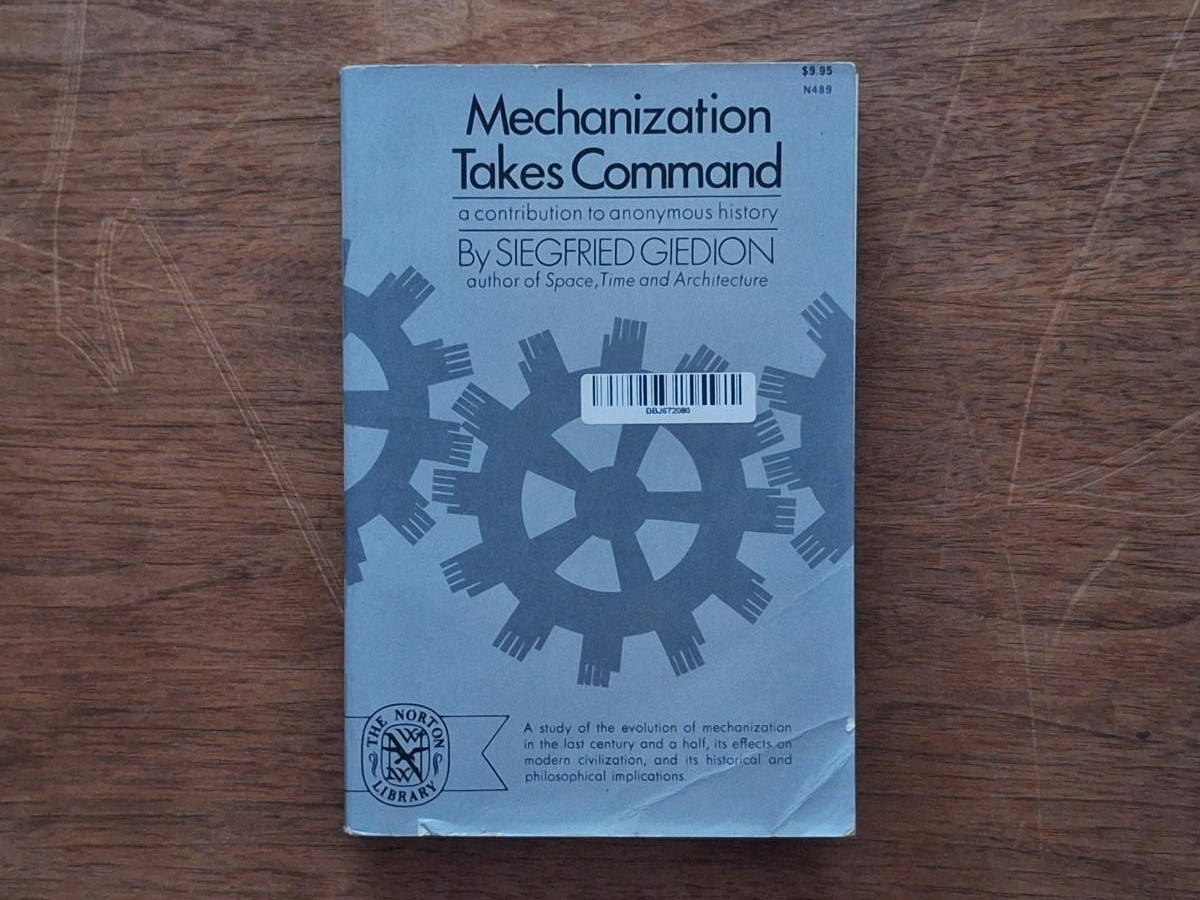 $9.95
N489
Mechanization
Takes Command
a contribution to anonymous history
By SIEGFRIED GIEDION
author of Space, Time and Architecture
DBJ672080
THE NORTON
WW
N
WW
LIBRARY
A study of the evolution of mechanization
in the last century and a half, its effects on
modern civilization, and its historical and
philosophical implications.